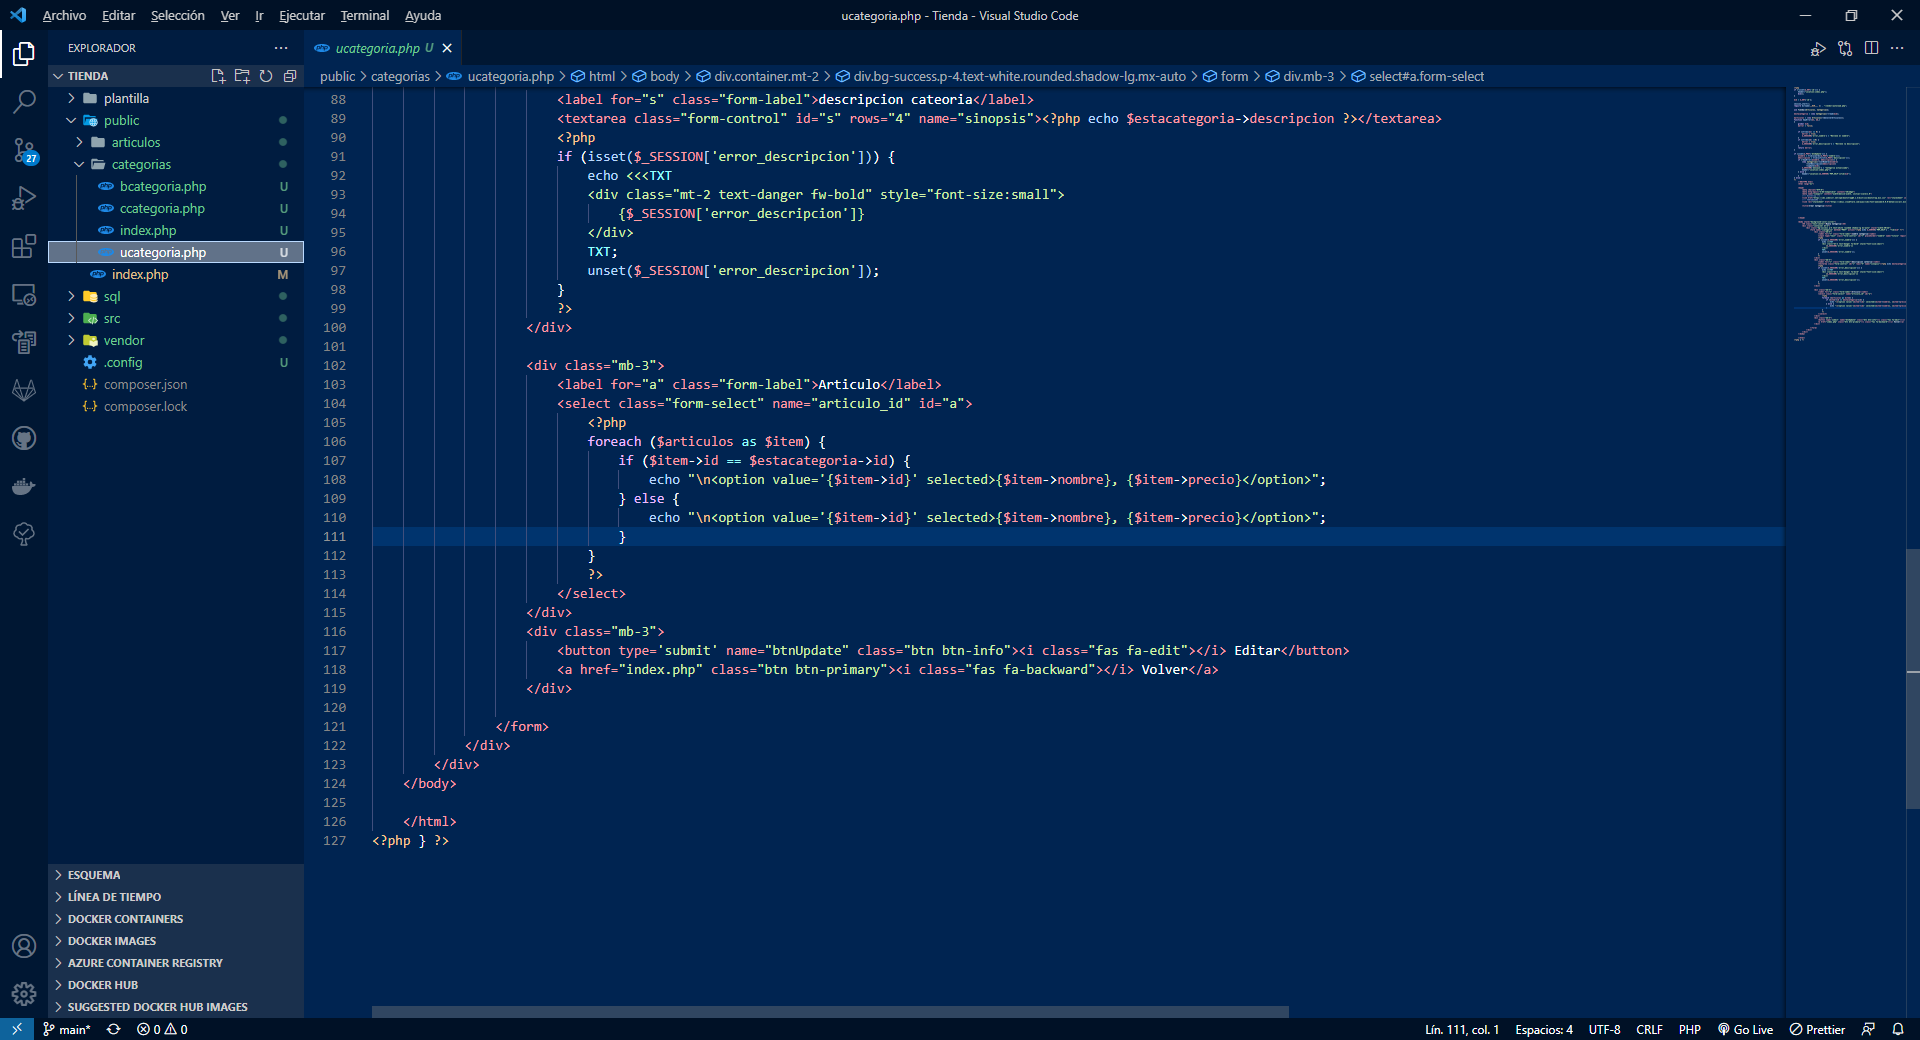 Archivo Editar Selección Ver Ir Ejecutar Terminal Ayuda
ucategoria.php - Tienda - Visual Studio Code
EXPLORADOR
TIENDA
plantilla
public
articulos
categorias
bcategoria.php U
ccategoria.php U
index.php U
ucategoria.php U
index.php M
sql
src
vendor
.config U
composer.json
composer.lock
27
ESQUEMA
LÍNEA DE TIEMPO
DOCKER CONTAINERS
DOCKER IMAGES
AZURE CONTAINER REGISTRY
DOCKER HUB
SUGGESTED DOCKER HUB IMAGES
ucategoria.php U
public > categorias > ucategoria.php > html > body > div.container.mt-2 > div.bg-success.p-4.text-white.rounded.shadow-lg.mx-auto > form > div.mb-3 > select#a.form-select
88 <label for="s" class="form-label">descripcion cateoria</label>
89 <textarea class="form-control" id="s" rows="4" name="sinopsis"><?php echo $estacategoria->descripcion ?></textarea>
90 <?php
91 if (isset($_SESSION['error_descripcion'])) {
92 echo <<<TXT
93 <div class="mt-2 text-danger fw-bold" style="font-size:small">
94 {$_SESSION['error_descripcion']}
95 </div>
96 TXT;
97 unset($_SESSION['error_descripcion']);
98 }
99 ?>
100 </div>
101
102 <div class="mb-3">
103 <label for="a" class="form-label">Articulo</label>
104 <select class="form-select" name="articulo_id" id="a">
105 <?php
106 foreach ($articulos as $item) {
107 if ($item->id == $estacategoria->id) {
108 echo "\n<option value='{$item->id}' selected>{$item->nombre}, {$item->precio}</option>";
109 } else {
110 echo "\n<option value='{$item->id}' selected>{$item->nombre}, {$item->precio}</option>";
111 }
112 }
113 ?>
114 </select>
115 </div>
116 <div class="mb-3">
117 <button type='submit' name="btnUpdate" class="btn btn-info"><i class="fas fa-edit"></i> Editar</button>
118 <a href="index.php" class="btn btn-primary"><i class="fas fa-backward"></i> Volver</a>
119 </div>
120
121 </form>
122 </div>
123 </div>
124 </body>
125
126 </html>
127 <?php } ?>
main* 0 0
Lín. 111, col. 1 Espacios: 4 UTF-8 CRLF PHP Go Live Prettier